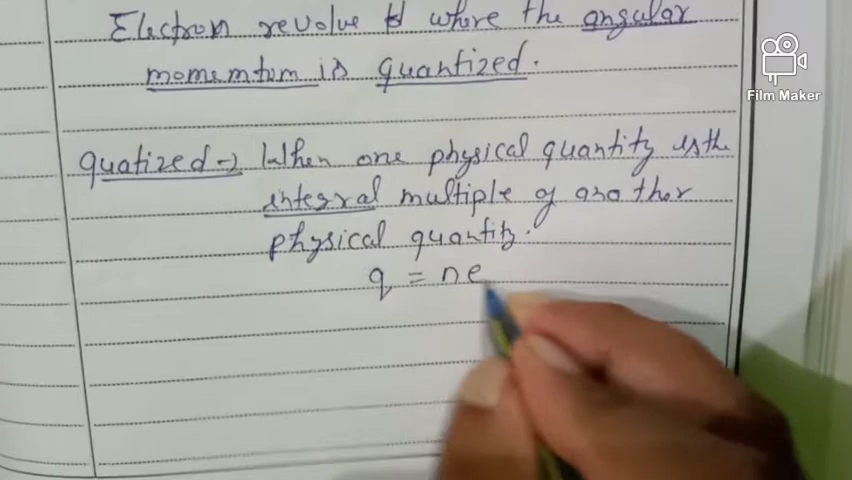 Electron revolve where the angular
momentum is quantized.
quatized → When one physical quantity is the
integral multiple of another
physical quantity.
q = ne
Film Maker